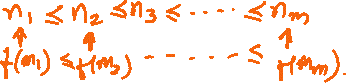 n₁ ≤ n₂ ≤ n₃ ≤ ---- ≤ nₘ
↑ ↑ ↑
f(n₁) ≤ f(n₂) ---- ≤ f(nₘ).